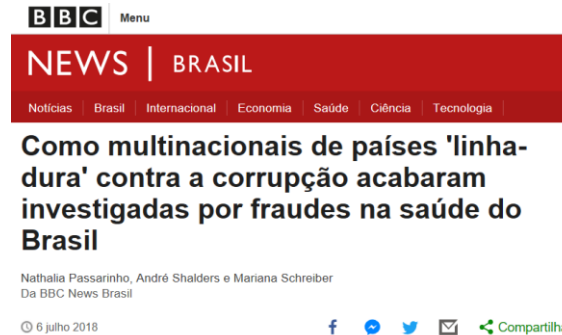 BBC Menu
NEWS | BRASIL
Notícias Brasil Internacional Economia Saúde Ciência Tecnologia
Como multinacionais de países 'linha-
dura' contra a corrupção acabaram
investigadas por fraudes na saúde do
Brasil
Nathalia Passarinho, André Shalders e Mariana Schreiber
Da BBC News Brasil
6 julho 2018 Compartilh